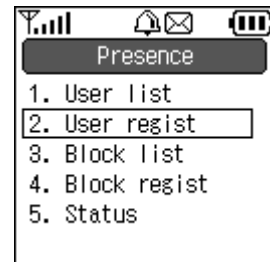 Presence
1. User list
2. User regist
3. Block list
4. Block regist
5. Status